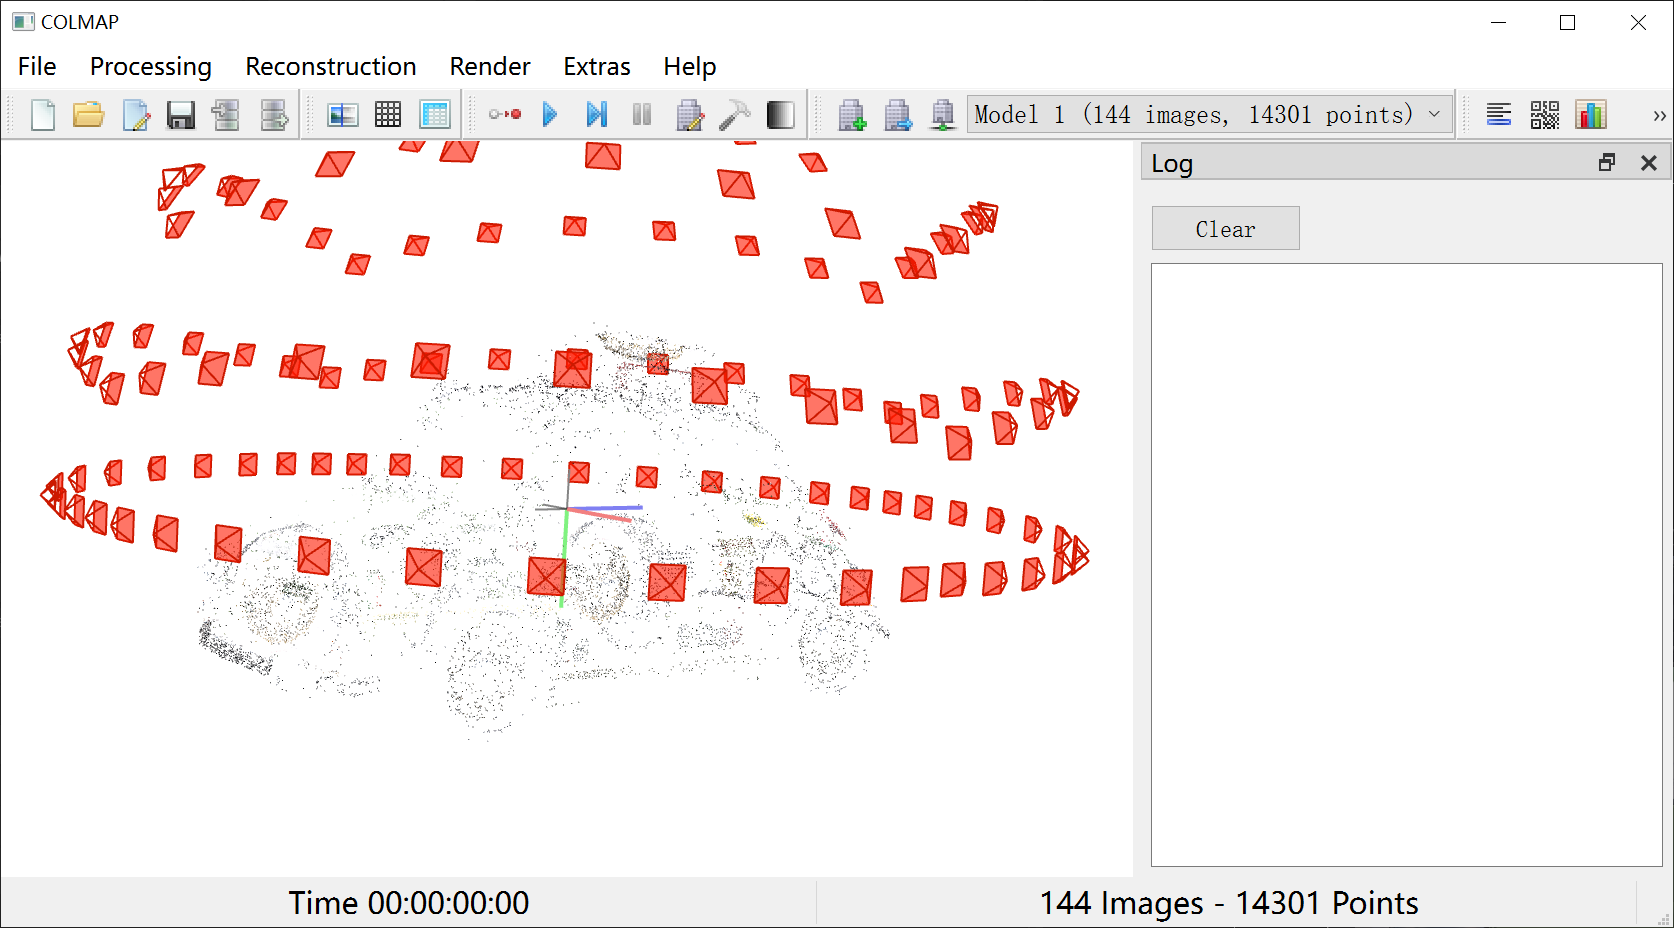 COLMAP
File Processing Reconstruction Render Extras Help
Model 1 (144 images, 14301 points)
Log
Clear
Time 00:00:00:00
144 Images - 14301 Points